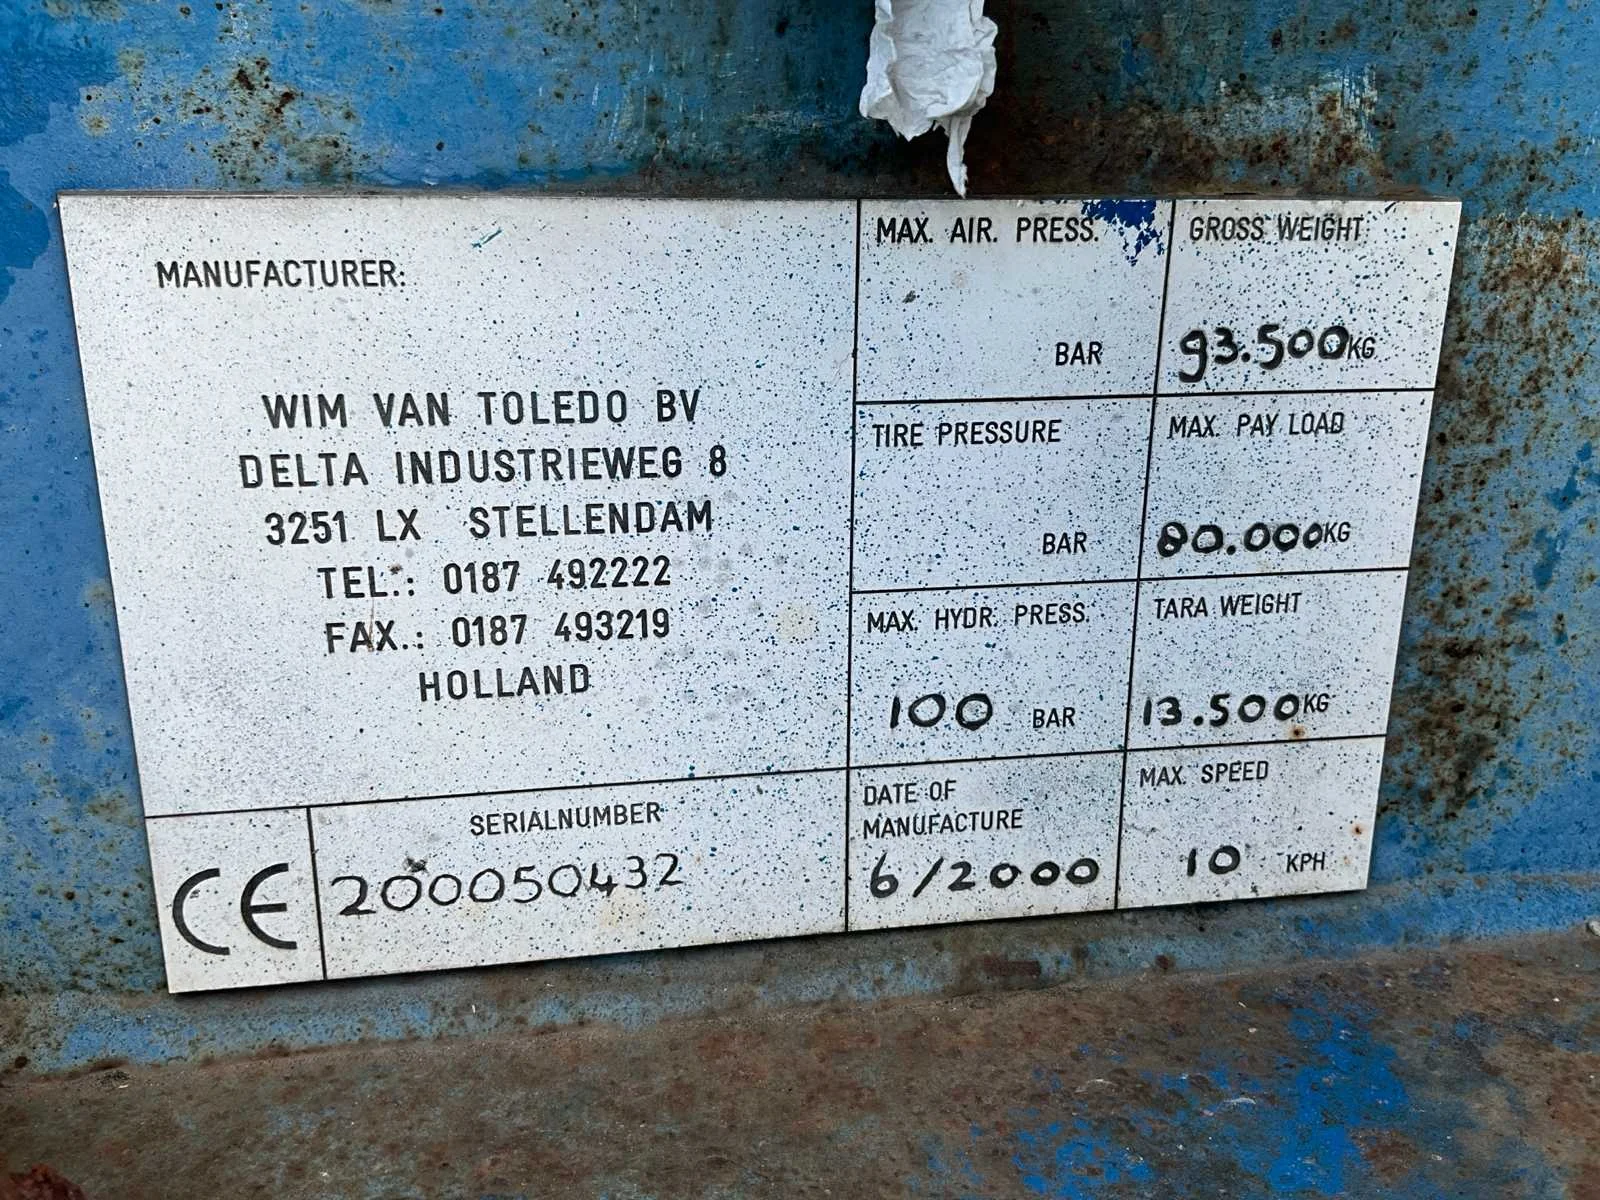 MANUFACTURER:
WIM VAN TOLEDO BV
DELTA INDUSTRIEWEG 8
3251 LX STELLENDAM
TEL.: 0187 492222
FAX.: 0187 493219
HOLLAND
CE
SERIALNUMBER
200050432
MAX. AIR. PRESS.
BAR
TIRE PRESSURE
BAR
MAX. HYDR. PRESS.
100 BAR
DATE OF
MANUFACTURE
6/2000
GROSS WEIGHT
93.500KG
MAX. PAY LOAD
80.000KG
TARA WEIGHT
13.500KG
MAX. SPEED
10 KPH